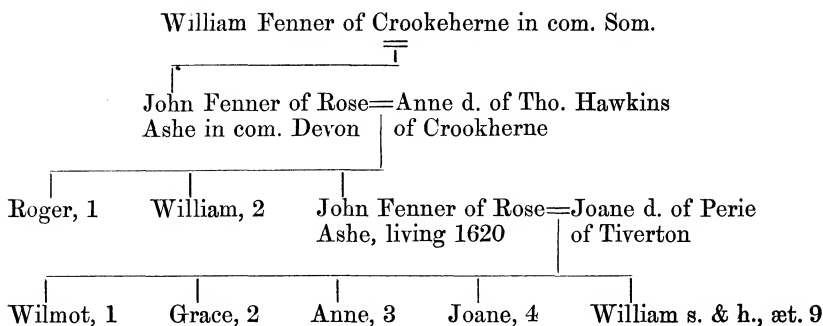 William Fenner of Crookeherne in com. Som.
John Fenner of Rose=Anne d. of Tho. Hawkins
Ashe in com. Devon of Crookherne
Roger, 1 William, 2 John Fenner of Rose=Joane d. of Perie
Ashe, living 1620 of Tiverton
Wilmot, 1 Grace, 2 Anne, 3 Joane, 4 William s. & h., æt. 9